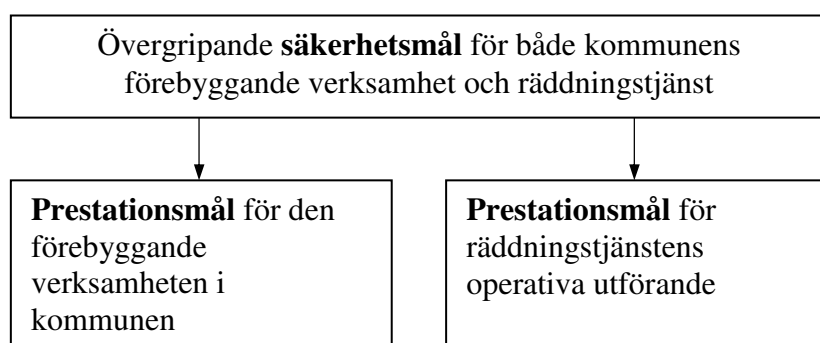 Övergripande säkerhetsmål för både kommunens
förebyggande verksamhet och räddningstjänst
Prestationsmål för den
förebyggande
verksamheten i
kommunen
Prestationsmål för
räddningstjänstens
operativa utförande